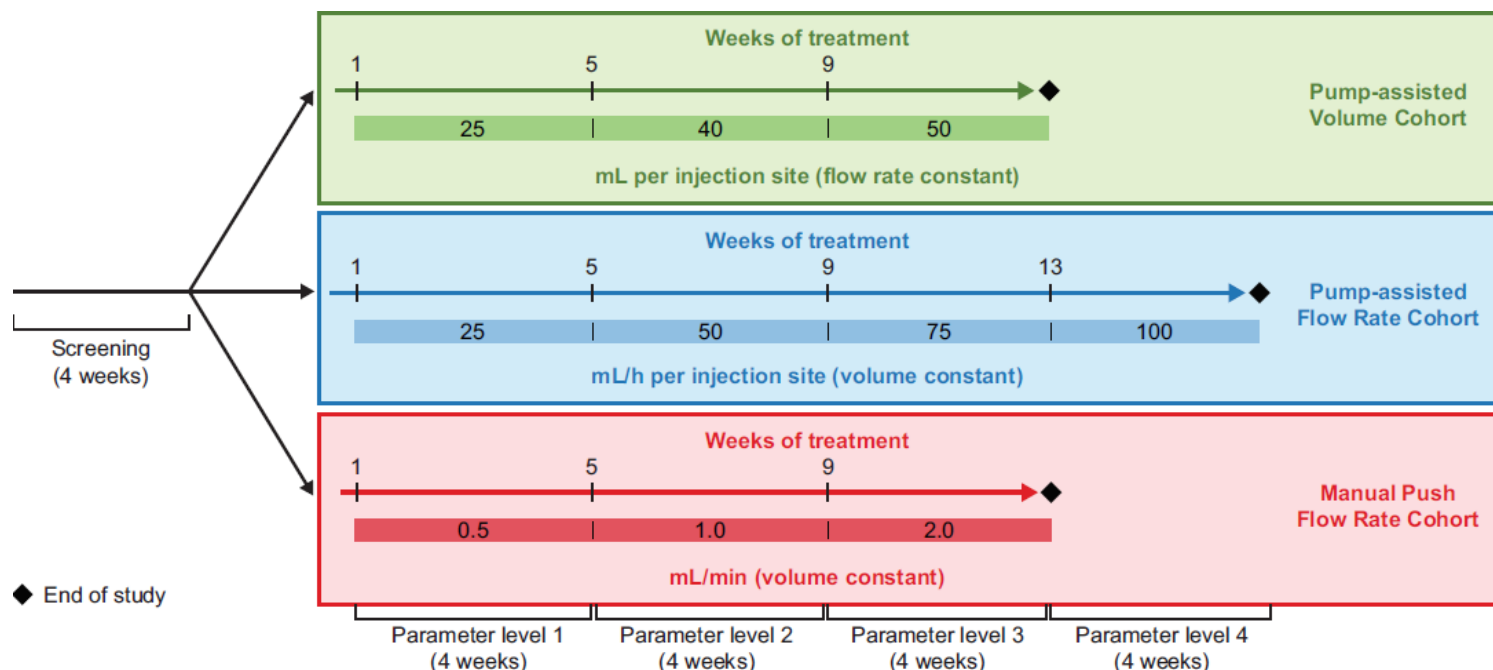 Weeks of treatment
1 5 9
25 | 40 | 50
mL per injection site (flow rate constant)
Pump-assisted
Volume Cohort
Weeks of treatment
1 5 9 13
25 | 50 | 75 | 100
mL/h per injection site (volume constant)
Pump-assisted
Flow Rate Cohort
Screening
(4 weeks)
Weeks of treatment
1 5 9
0.5 | 1.0 | 2.0
mL/min (volume constant)
Manual Push
Flow Rate Cohort
End of study
Parameter level 1
(4 weeks)
Parameter level 2
(4 weeks)
Parameter level 3
(4 weeks)
Parameter level 4
(4 weeks)